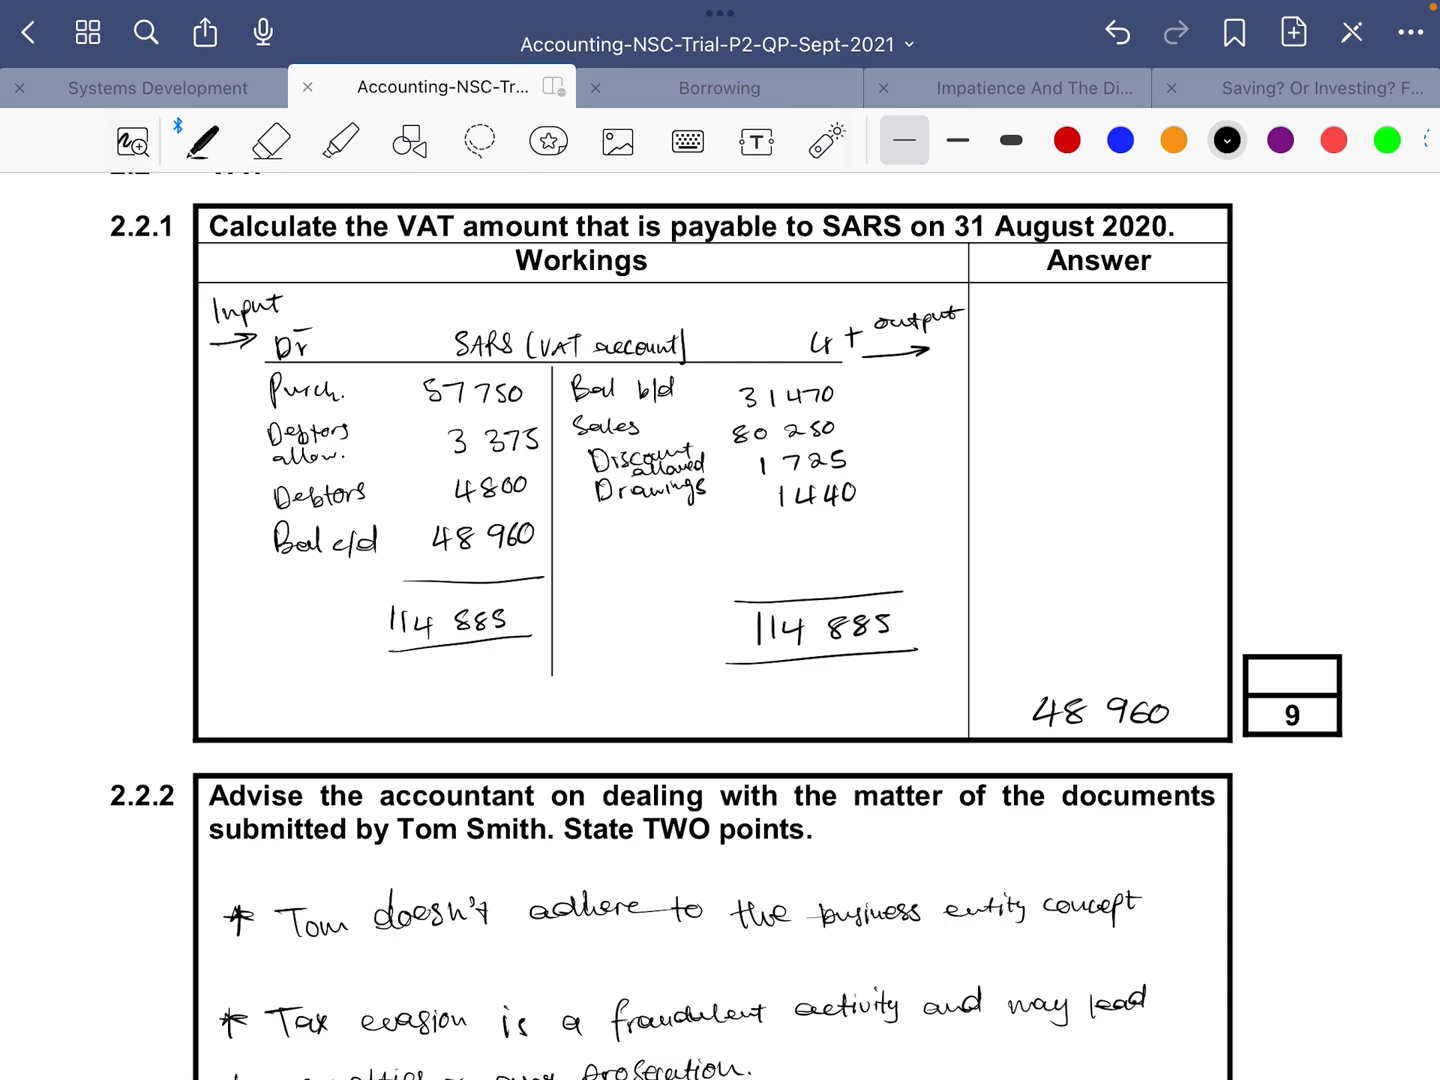 Accounting-NSC-Trial-P2-QP-Sept-2021
Systems Development
Accounting-NSC-Tr...
Borrowing
Impatience And The Di...
Saving? Or Investing? F...
2.2.1 Calculate the VAT amount that is payable to SARS on 31 August 2020.
Workings Answer
Input
Dr - SARS (VAT account) Cr + output
Purch. 57 750 Bal b/d 31 470
Debtors allow. 3 375 Sales 80 250
Discount allowed 1 725
Debtors 4800 Drawings 1 440
Bal c/d 48 960
114 885 114 885
48 960
9
2.2.2 Advise the accountant on dealing with the matter of the documents
submitted by Tom Smith. State TWO points.
* Tom doesn't adhere to the business entity concept
* Tax evasion is a fraudulent activity and may lead
prosecution.